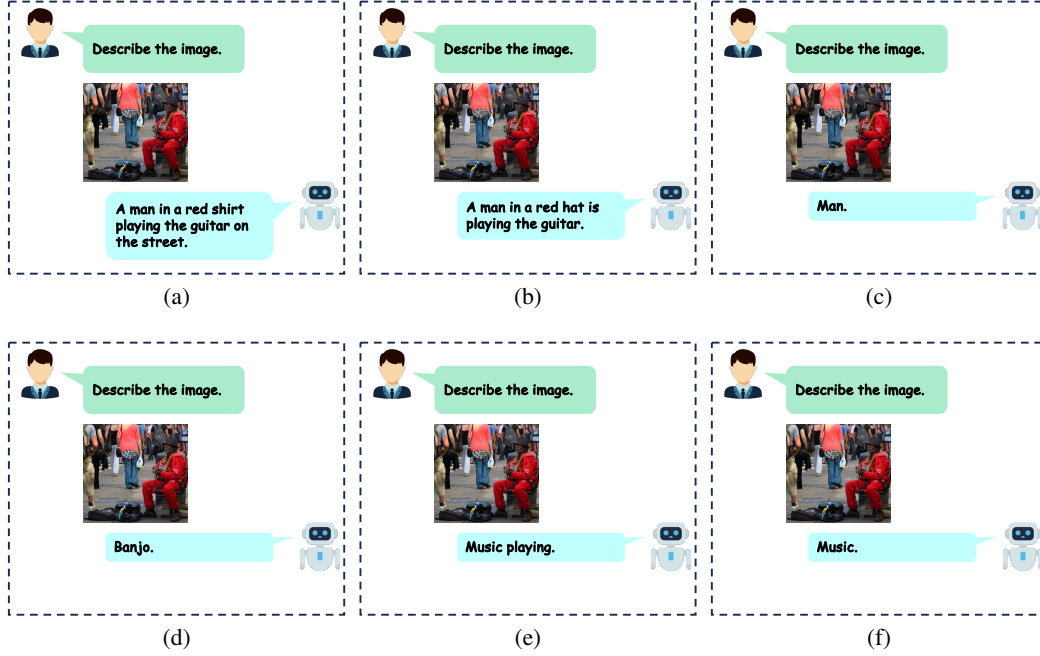 Describe the image.
A man in a red shirt
playing the guitar on
the street.
(a)
Describe the image.
A man in a red hat is
playing the guitar.
(b)
Describe the image.
Man.
(c)
Describe the image.
Banjo.
(d)
Describe the image.
Music playing.
(e)
Describe the image.
Music.
(f)